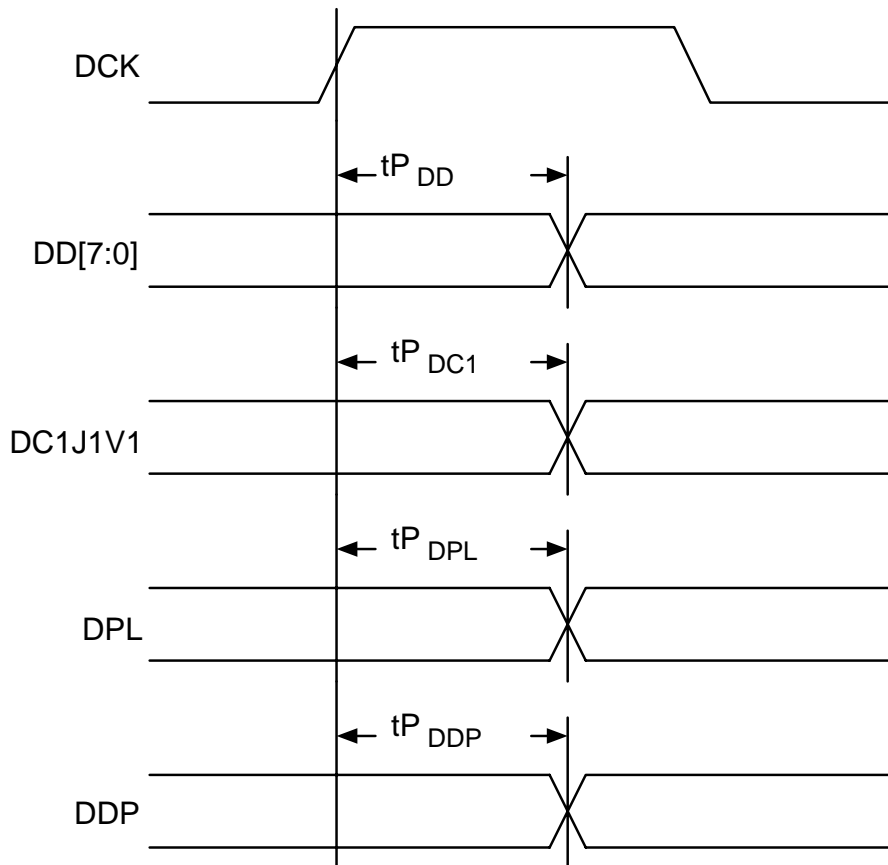 DCK
tP DD
DD[7:0]
tP DC1
DC1J1V1
tP DPL
DPL
tP DDP
DDP